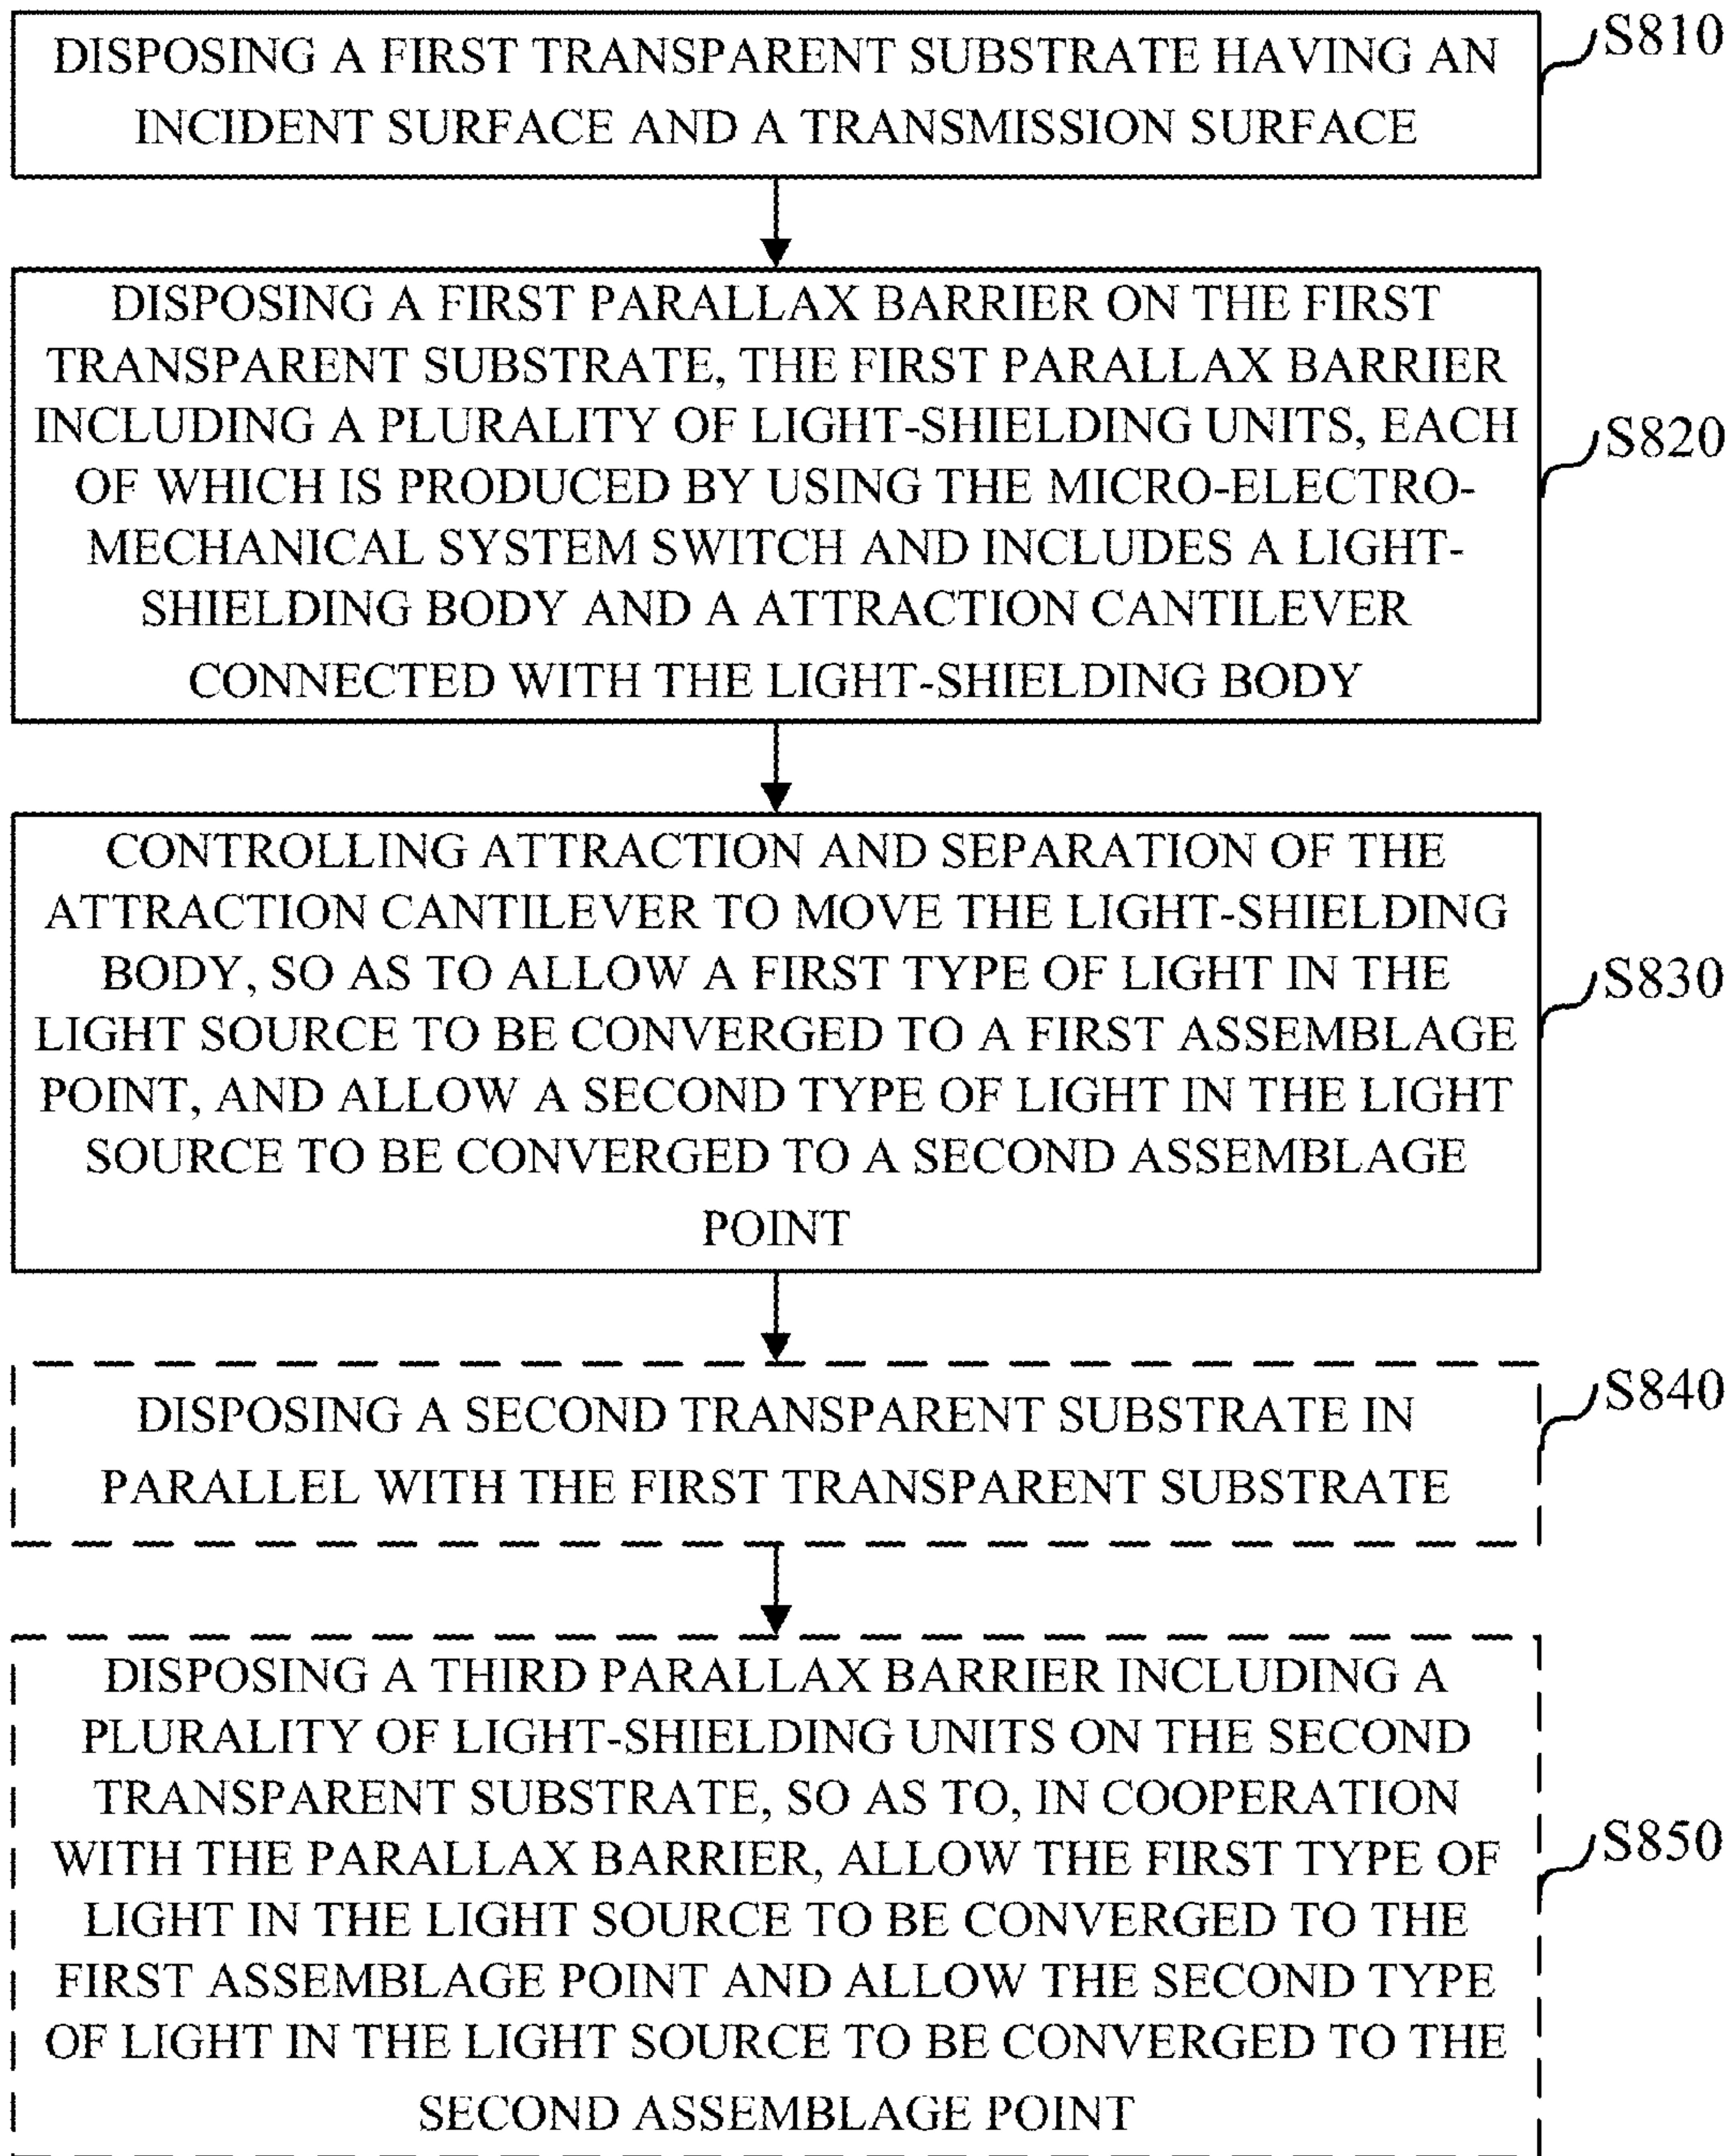 DISPOSING A FIRST TRANSPARENT SUBSTRATE HAVING AN
INCIDENT SURFACE AND A TRANSMISSION SURFACE
S810
DISPOSING A FIRST PARALLAX BARRIER ON THE FIRST
TRANSPARENT SUBSTRATE, THE FIRST PARALLAX BARRIER
INCLUDING A PLURALITY OF LIGHT-SHIELDING UNITS, EACH
OF WHICH IS PRODUCED BY USING THE MICRO-ELECTRO-
MECHANICAL SYSTEM SWITCH AND INCLUDES A LIGHT-
SHIELDING BODY AND A ATTRACTION CANTILEVER
CONNECTED WITH THE LIGHT-SHIELDING BODY
S820
CONTROLLING ATTRACTION AND SEPARATION OF THE
ATTRACTION CANTILEVER TO MOVE THE LIGHT-SHIELDING
BODY, SO AS TO ALLOW A FIRST TYPE OF LIGHT IN THE
LIGHT SOURCE TO BE CONVERGED TO A FIRST ASSEMBLAGE
POINT, AND ALLOW A SECOND TYPE OF LIGHT IN THE LIGHT
SOURCE TO BE CONVERGED TO A SECOND ASSEMBLAGE
POINT
S830
DISPOSING A SECOND TRANSPARENT SUBSTRATE IN
PARALLEL WITH THE FIRST TRANSPARENT SUBSTRATE
S840
DISPOSING A THIRD PARALLAX BARRIER INCLUDING A
PLURALITY OF LIGHT-SHIELDING UNITS ON THE SECOND
TRANSPARENT SUBSTRATE, SO AS TO, IN COOPERATION
WITH THE PARALLAX BARRIER, ALLOW THE FIRST TYPE OF
LIGHT IN THE LIGHT SOURCE TO BE CONVERGED TO THE
FIRST ASSEMBLAGE POINT AND ALLOW THE SECOND TYPE
OF LIGHT IN THE LIGHT SOURCE TO BE CONVERGED TO THE
SECOND ASSEMBLAGE POINT
S850